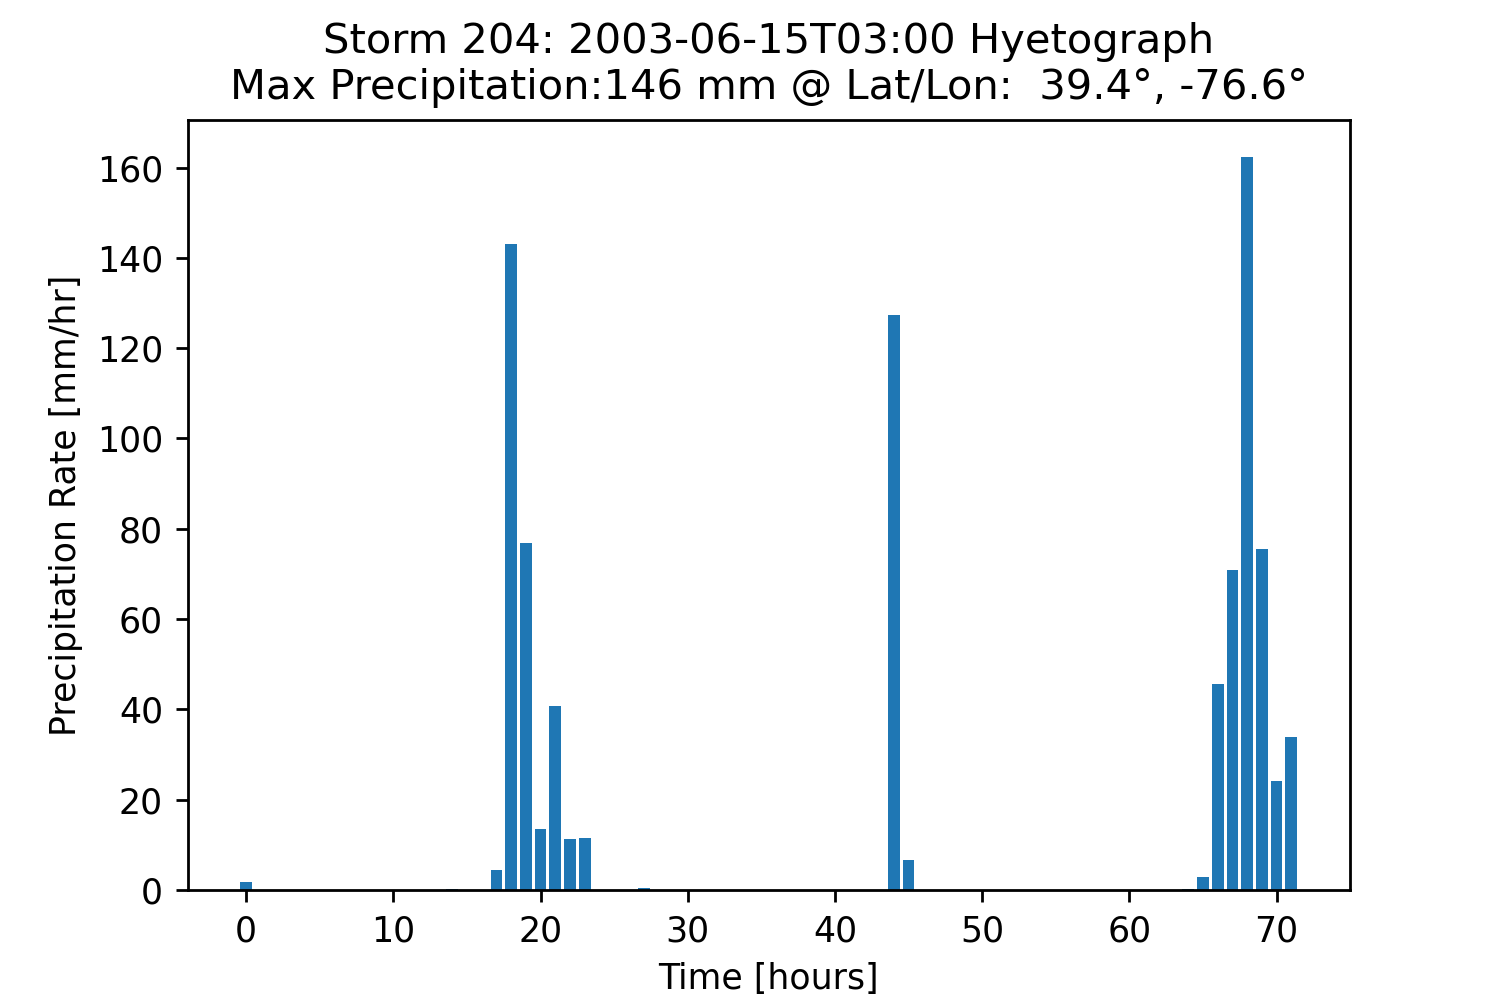 Storm 204: 2003-06-15T03:00 Hyetograph
Max Precipitation:146 mm @ Lat/Lon:  39.4°, -76.6°
Precipitation Rate [mm/hr]
160
140
120
100
80
60
40
20
0
0 10 20 30 40 50 60 70
Time [hours]